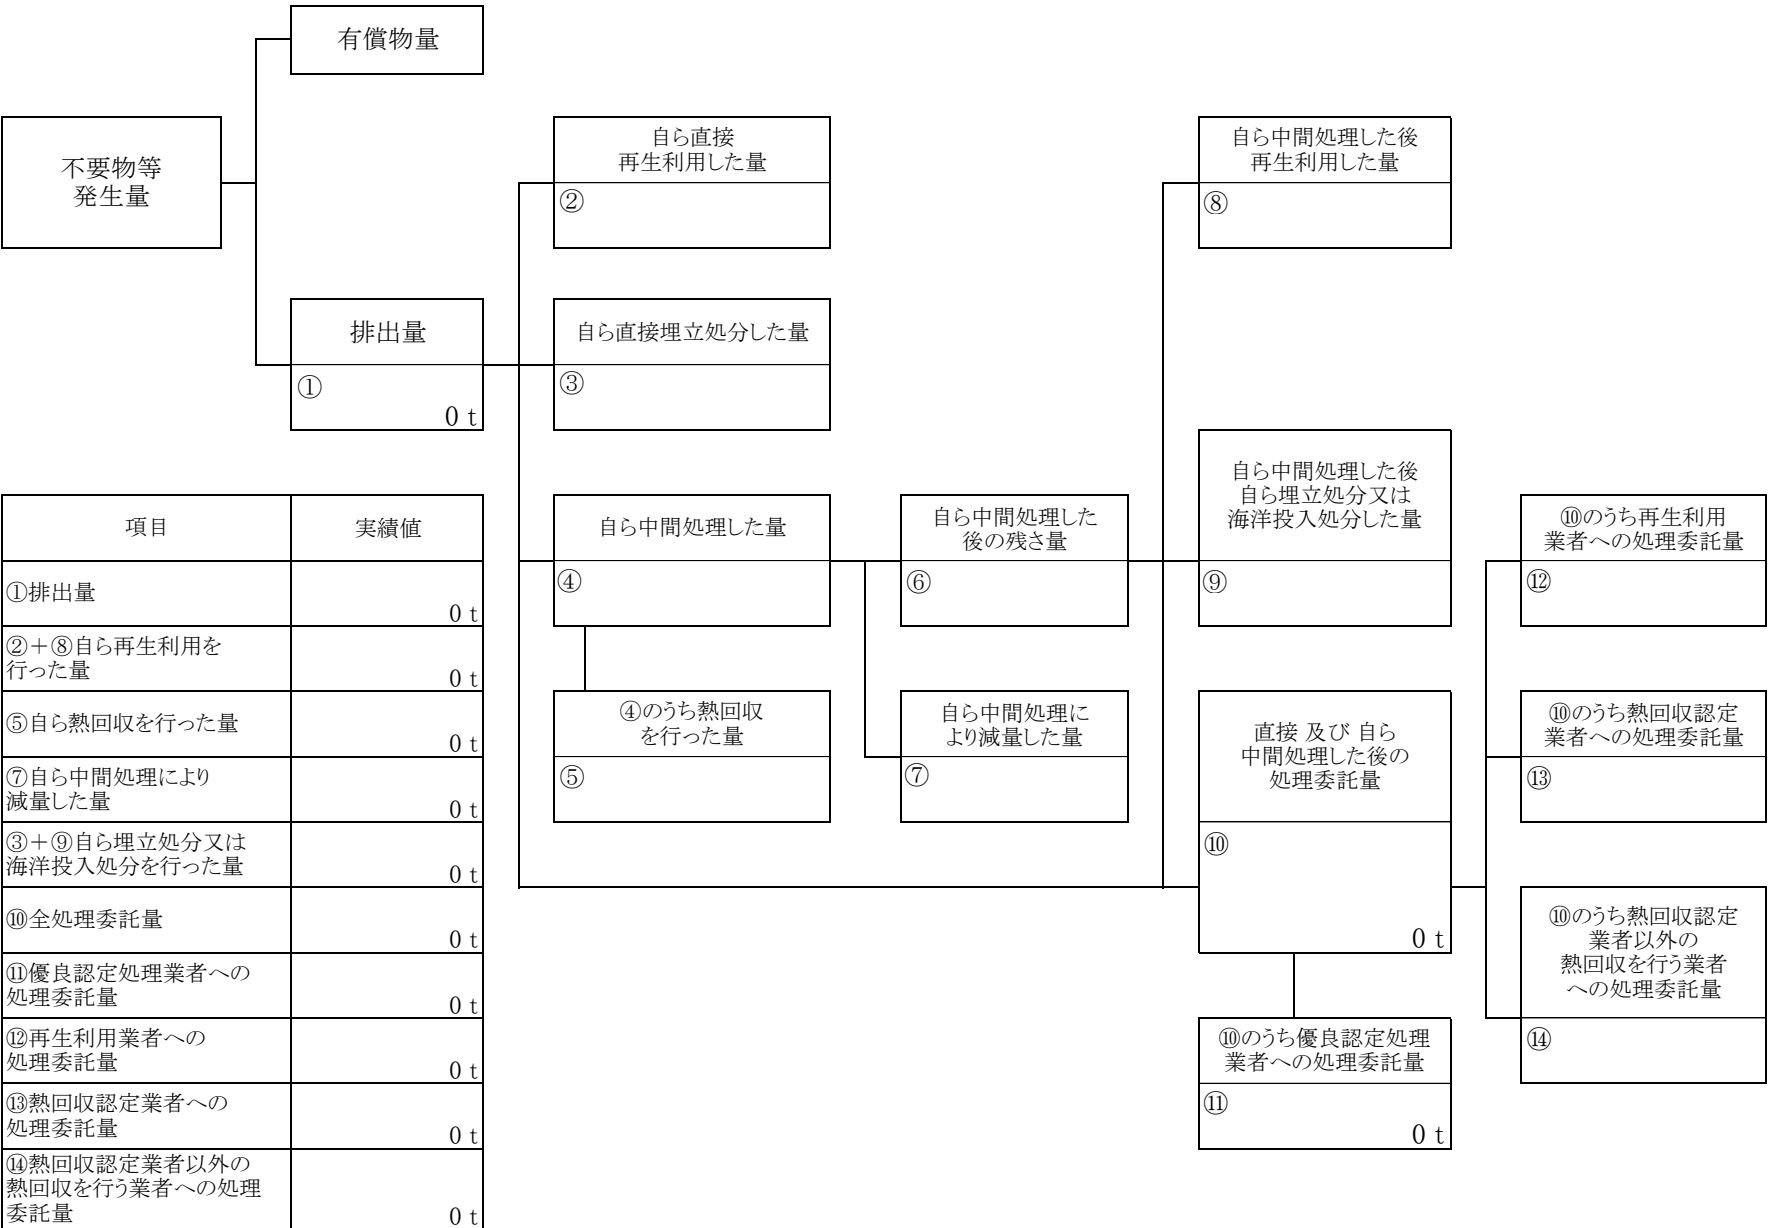 有償物量
不要物等
発生量
自ら直接
再生利用した量
②
自ら中間処理した後
再生利用した量
⑧
排出量
①
0 t
自ら直接埋立処分した量
③
自ら中間処理した量
④
自ら中間処理した
後の残さ量
⑥
自ら中間処理した後
自ら埋立処分又は
海洋投入処分した量
⑨
⑩のうち再生利用
業者への処理委託量
⑫
④のうち熱回収
を行った量
⑤
自ら中間処理に
より減量した量
⑦
直接 及び 自ら
中間処理した後の
処理委託量
⑩
0 t
⑩のうち熱回収認定
業者への処理委託量
⑬
⑩のうち熱回収認定
業者以外の
熱回収を行う業者
への処理委託量
⑭
⑩のうち優良認定処理
業者への処理委託量
⑪
0 t
項目 実績値
①排出量
0 t
②＋⑧自ら再生利用を
行った量
0 t
⑤自ら熱回収を行った量
0 t
⑦自ら中間処理により
減量した量
0 t
③＋⑨自ら埋立処分又は
海洋投入処分を行った量
0 t
⑩全処理委託量
0 t
⑪優良認定処理業者への
処理委託量
0 t
⑫再生利用業者への
処理委託量
0 t
⑬熱回収認定業者への
処理委託量
0 t
⑭熱回収認定業者以外の
熱回収を行う業者への処理
委託量
0 t